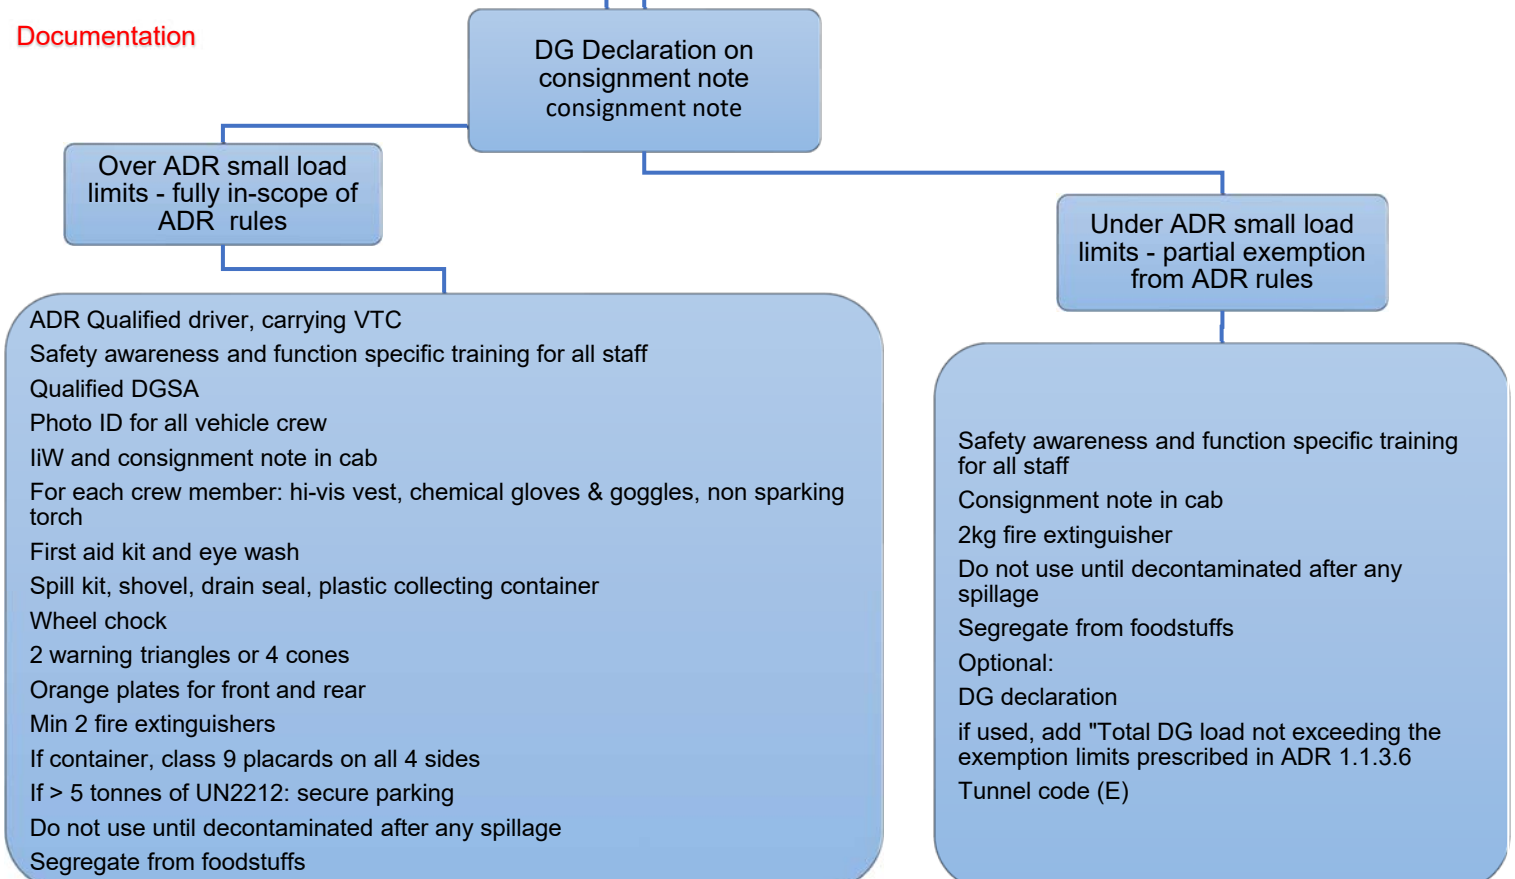 Documentation
DG Declaration on
consignment note
consignment note
Over ADR small load
limits - fully in-scope of
ADR rules
Under ADR small load
limits - partial exemption
from ADR rules
ADR Qualified driver, carrying VTC
Safety awareness and function specific training for all staff
Qualified DGSA
Photo ID for all vehicle crew
IiW and consignment note in cab
For each crew member: hi-vis vest, chemical gloves & goggles, non sparking
torch
First aid kit and eye wash
Spill kit, shovel, drain seal, plastic collecting container
Wheel chock
2 warning triangles or 4 cones
Orange plates for front and rear
Min 2 fire extinguishers
If container, class 9 placards on all 4 sides
If > 5 tonnes of UN2212: secure parking
Do not use until decontaminated after any spillage
Segregate from foodstuffs
Safety awareness and function specific training
for all staff
Consignment note in cab
2kg fire extinguisher
Do not use until decontaminated after any
spillage
Segregate from foodstuffs
Optional:
DG declaration
if used, add "Total DG load not exceeding the
exemption limits prescribed in ADR 1.1.3.6
Tunnel code (E)